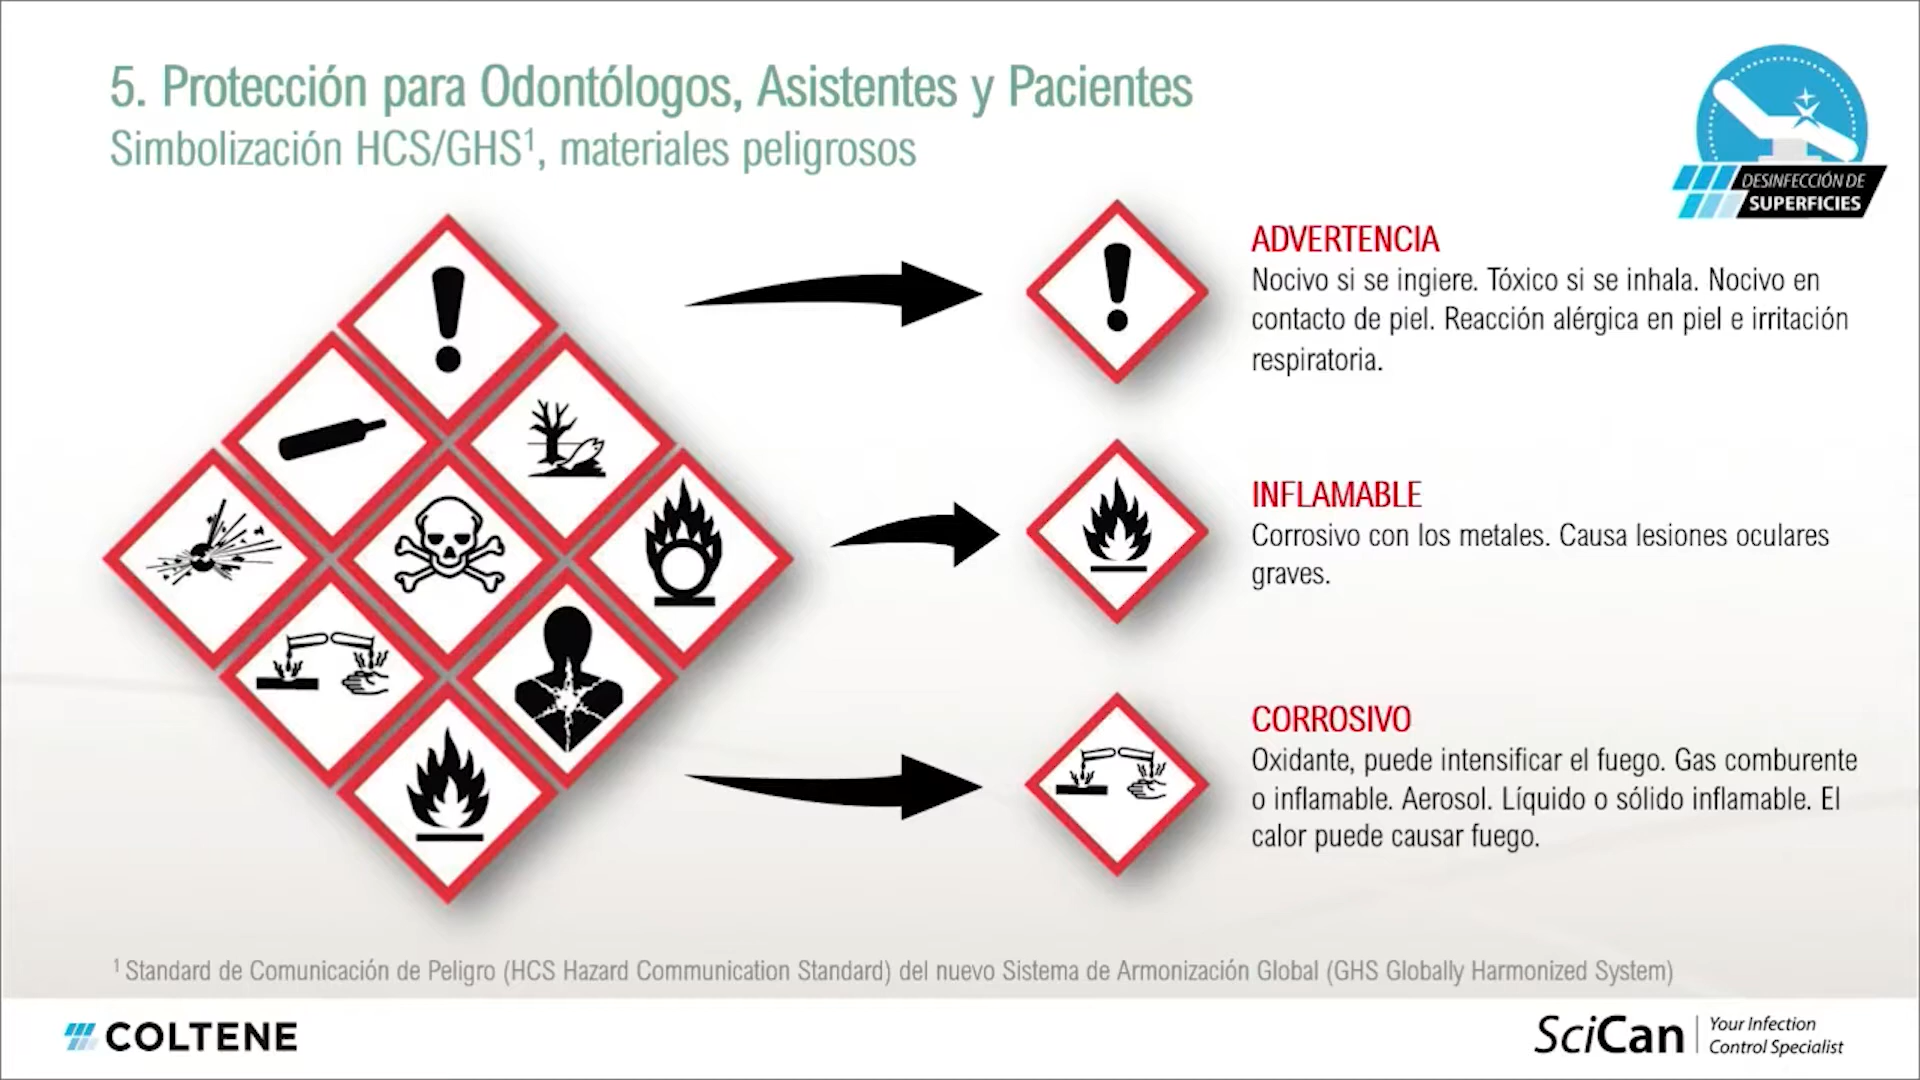 5. Protección para Odontólogos, Asistentes y Pacientes
Simbolización HCS/GHS¹, materiales peligrosos
DESINFECCIÓN DE
SUPERFICIES
ADVERTENCIA
Nocivo si se ingiere. Tóxico si se inhala. Nocivo en
contacto de piel. Reacción alérgica en piel e irritación
respiratoria.
INFLAMABLE
Corrosivo con los metales. Causa lesiones oculares
graves.
CORROSIVO
Oxidante, puede intensificar el fuego. Gas comburente
o inflamable. Aerosol. Líquido o sólido inflamable. El
calor puede causar fuego.
¹ Standard de Comunicación de Peligro (HCS Hazard Communication Standard) del nuevo Sistema de Armonización Global (GHS Globally Harmonized System)
COLTENE
SciCan
Your Infection
Control Specialist